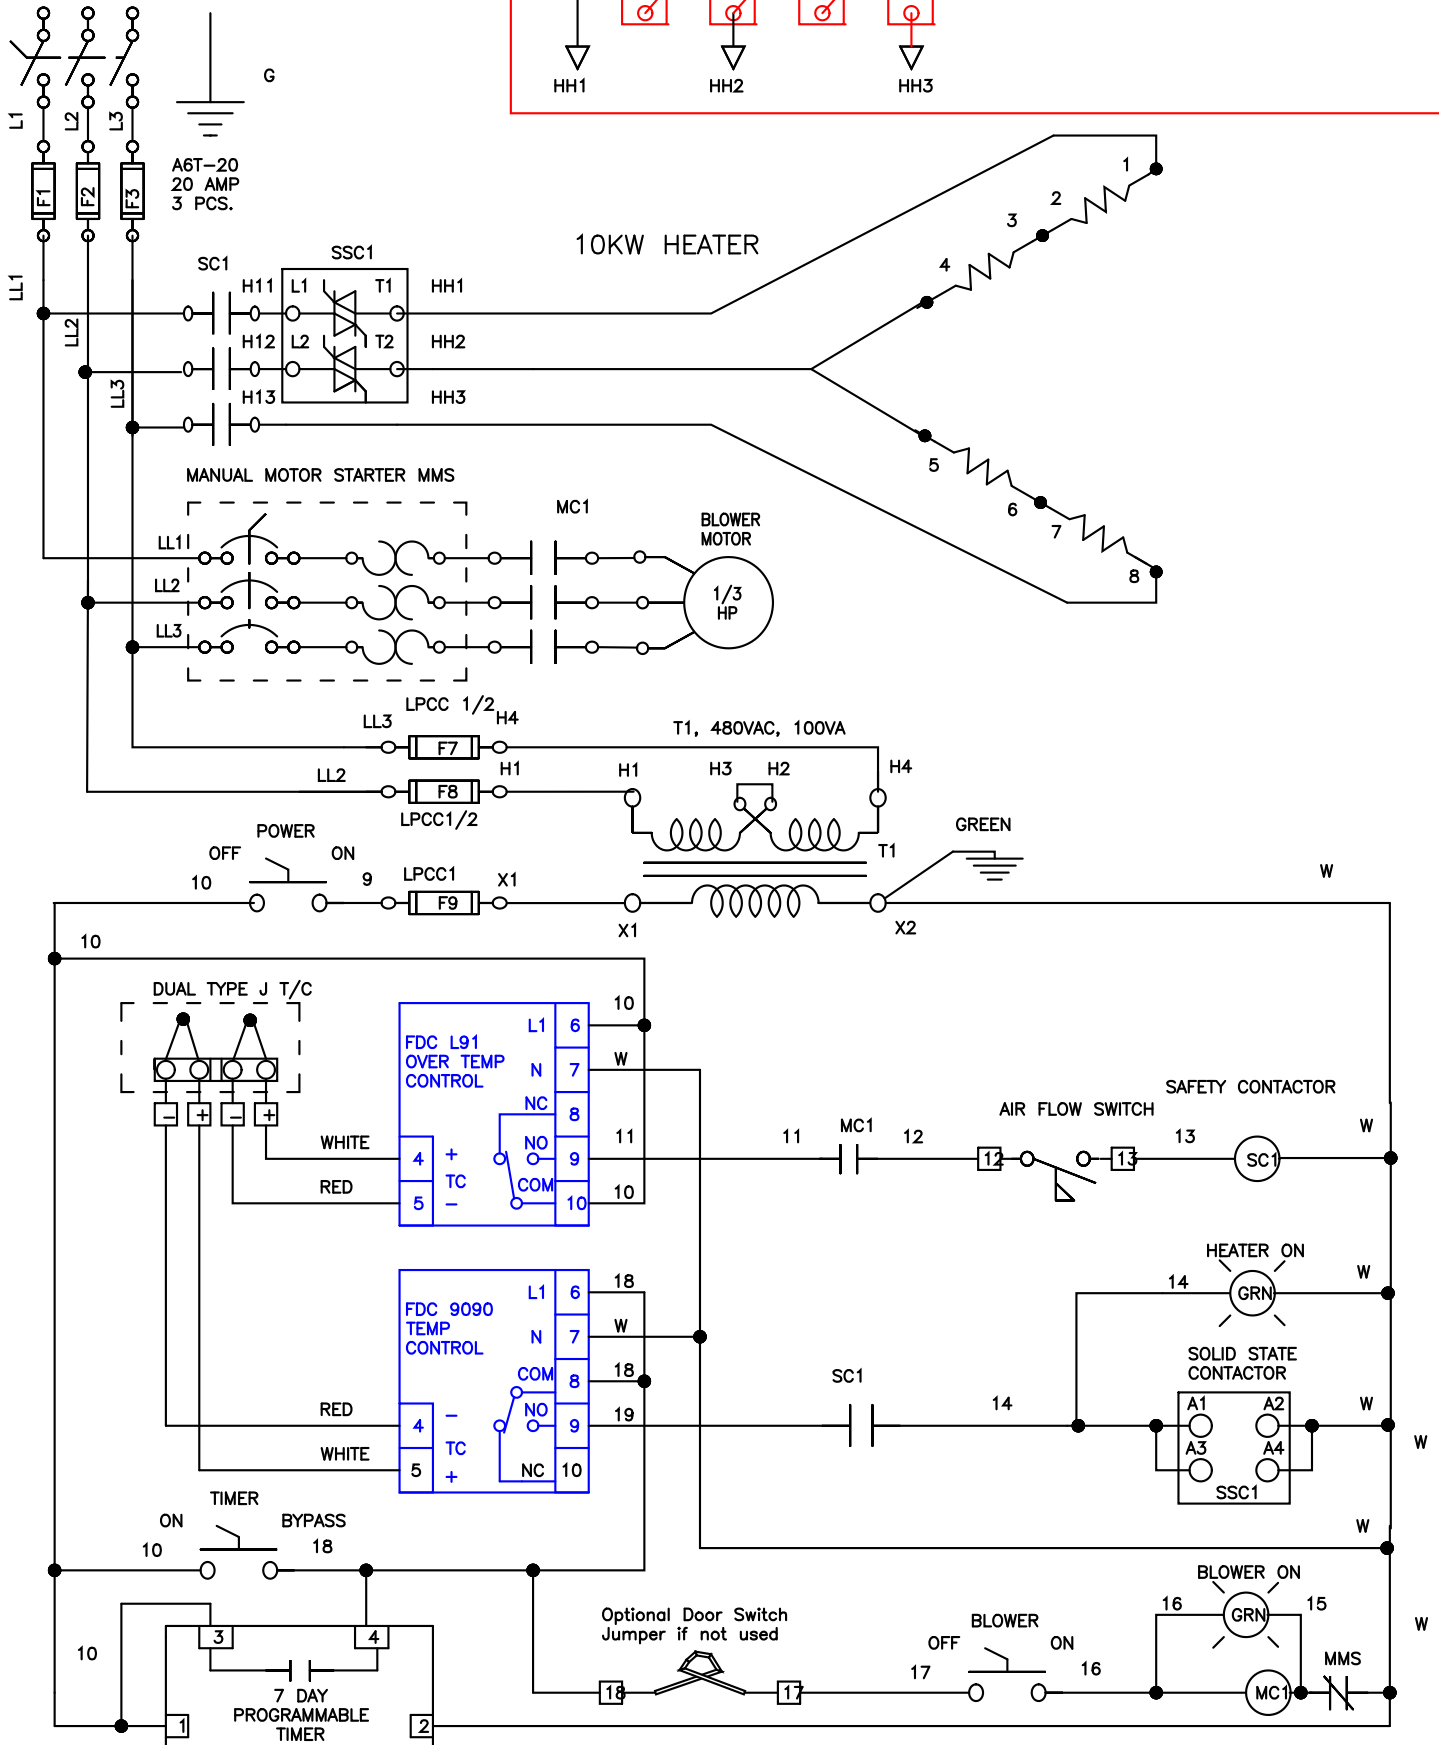 HH1
HH2
HH3
G
L1
L2
L3
A6T-20
20 AMP
3 PCS.
F1
F2
F3
1
2
3
4
10KW HEATER
SC1
SSC1
LL1
H11
L1
T1
HH1
LL2
H12
L2
T2
HH2
LL3
H13
HH3
5
6
7
8
MANUAL MOTOR STARTER MMS
MC1
BLOWER
MOTOR
LL1
LL2
LL3
1/3
HP
LPCC 1/2
LL3
H4
F7
T1, 480VAC, 100VA
LL2
H1
F8
LPCC1/2
H1
H3
H2
H4
T1
GREEN
POWER
OFF
ON
10
9
LPCC1
F9
X1
X1
X2
W
10
DUAL TYPE J T/C
-
+
-
+
WHITE
RED
FDC L91
OVER TEMP
CONTROL
L1
6
10
N
7
W
NC
8
NO
9
11
COM
10
10
4
+
TC
5
-
11
MC1
12
AIR FLOW SWITCH
12
13
13
SAFETY CONTACTOR
SC1
W
FDC 9090
TEMP
CONTROL
L1
6
18
N
7
W
COM
8
18
NO
9
19
NC
10
RED
WHITE
4
-
TC
5
+
SC1
14
HEATER ON
14
GRN
W
SOLID STATE
CONTACTOR
A1
A2
A3
A4
SSC1
W
W
W
TIMER
ON
BYPASS
10
18
10
3
4
7 DAY
PROGRAMMABLE
TIMER
1
2
Optional Door Switch
Jumper if not used
18
17
17
BLOWER
OFF
ON
16
BLOWER ON
16
GRN
15
MC1
MMS
W